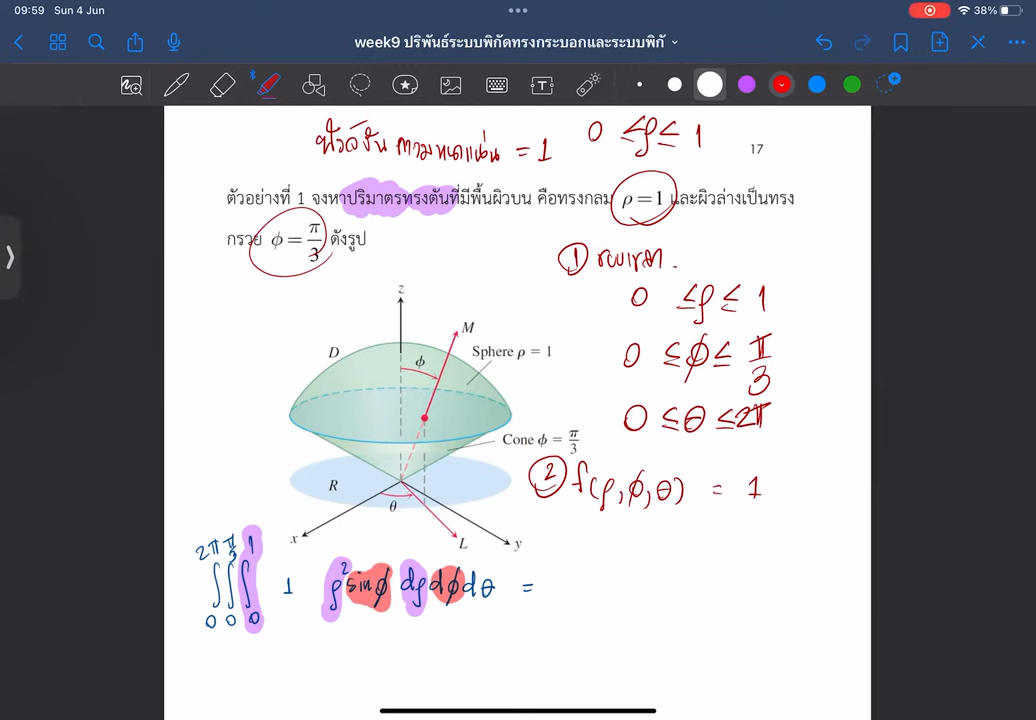 09:59 Sun 4 Jun
38%
week9 ปริพันธ์ระบบพิกัดทรงกระบอกและระบบพิกั
ฟังก์ชัน ความหนาแน่น = 1
0 ≤ρ≤ 1
17
ตัวอย่างที่ 1 จงหาปริมาตรทรงตันที่มีพื้นผิวบน คือทรงกลม ρ = 1 และผิวล่างเป็นทรง
กรวย ϕ = π/3 ดังรูป
① ขอบเขต.
0 ≤ρ≤ 1
0 ≤ϕ≤ π/3
0 ≤θ≤2π
② f(ρ,ϕ,θ) = 1
z
M
D
ϕ
Sphere ρ = 1
Cone ϕ = π/3
R
θ
x
L
y
∫₀^2π ∫₀^π/3 ∫₀^1 1 ρ² sinϕ dρ dϕ dθ =